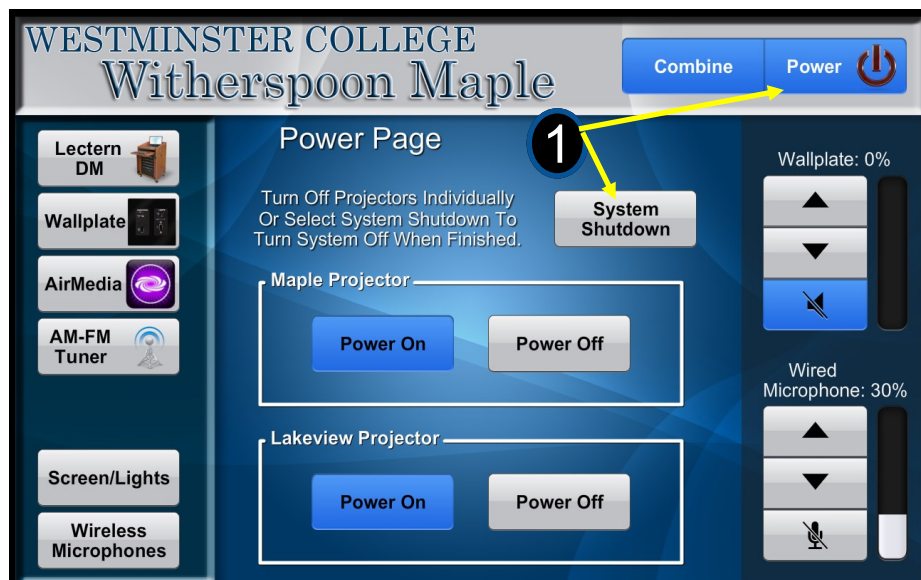 WESTMINSTER COLLEGE
Witherspoon Maple
Combine
Power
1
Lectern
DM
Wallplate
AirMedia
AM-FM
Tuner
Screen/Lights
Wireless
Microphones
Power Page
Turn Off Projectors Individually
Or Select System Shutdown To
Turn System Off When Finished.
System
Shutdown
Maple Projector
Power On
Power Off
Lakeview Projector
Power On
Power Off
Wallplate: 0%
Wired
Microphone: 30%